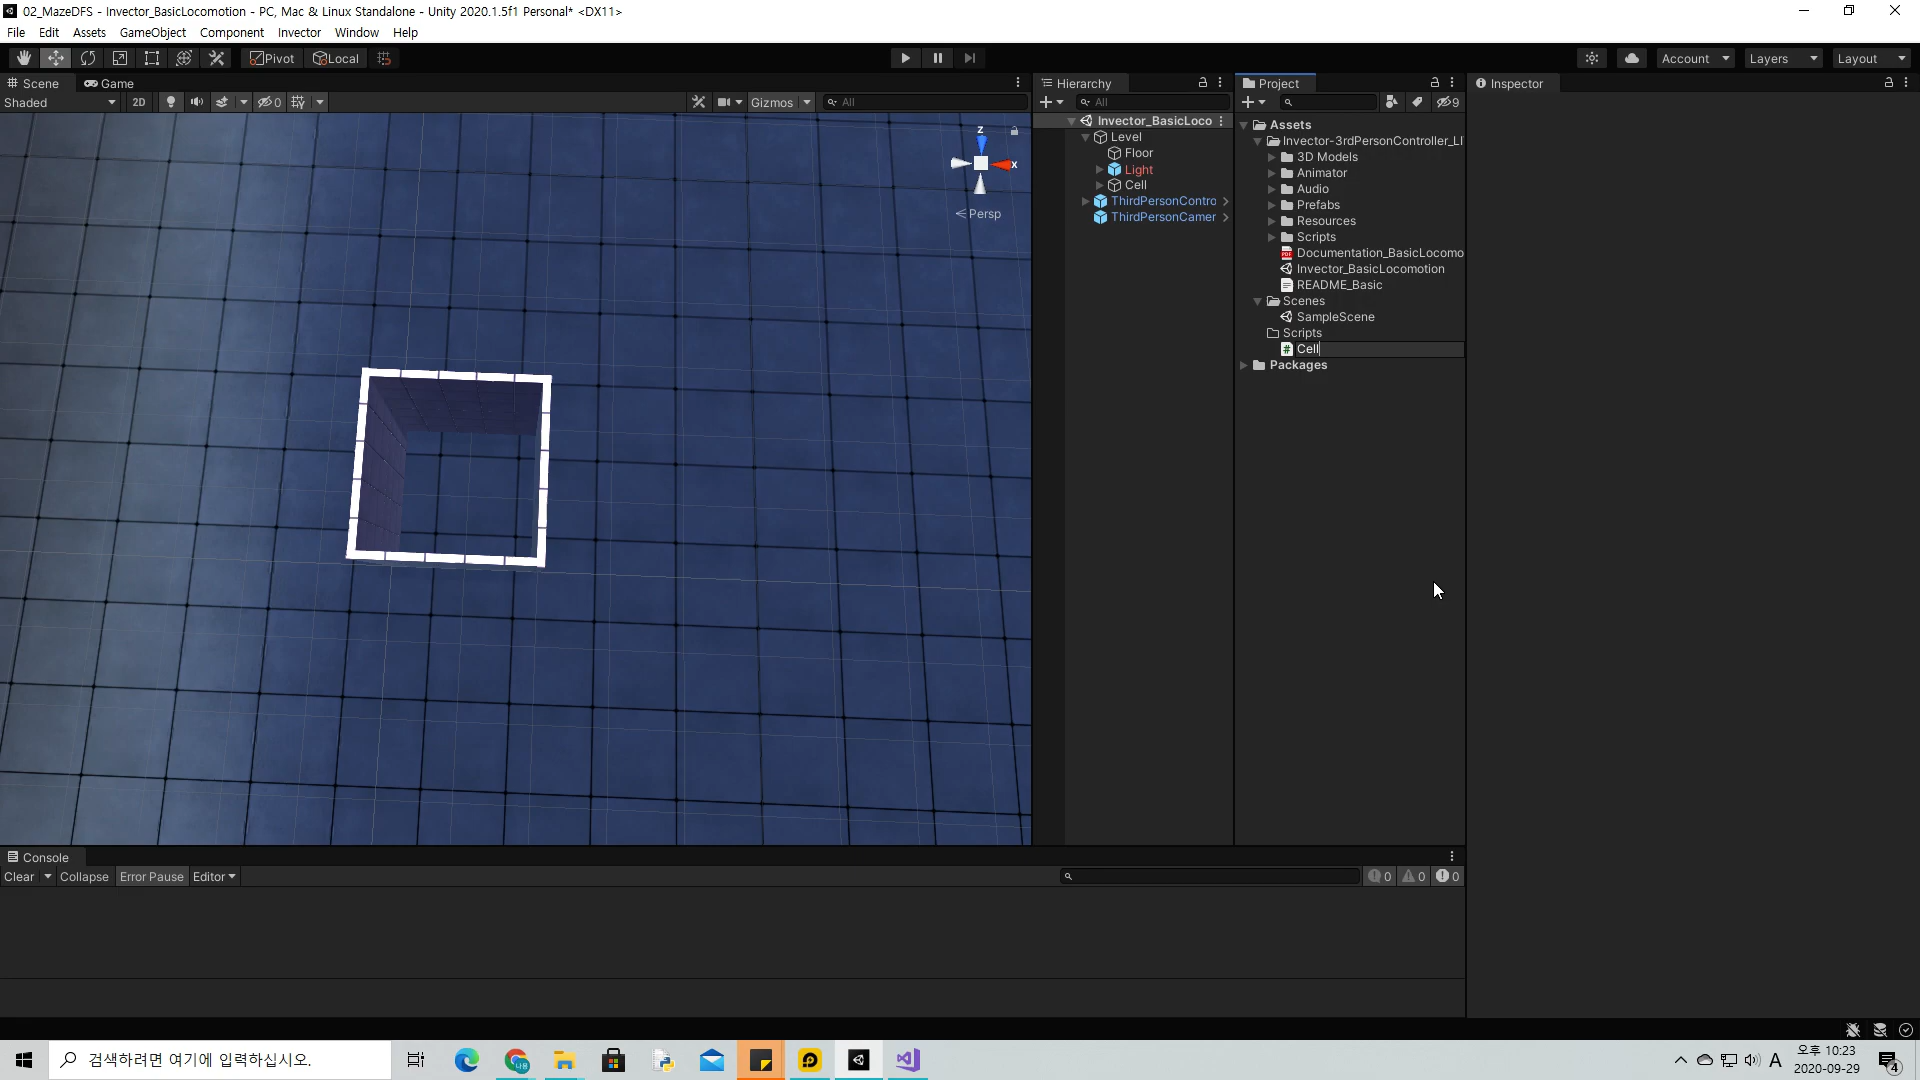 02_MazeDFS - Invector_BasicLocomotion - PC, Mac & Linux Standalone - Unity 2020.1.5f1 Personal* <DX11>
File Edit Assets GameObject Component Invector Window Help
Pivot Local Account Layers Layout
Scene Game
Shaded 2D 0 Gizmos All
z
x
Persp
Hierarchy
All
Invector_BasicLoco
Level
Floor
Light
Cell
ThirdPersonContro
ThirdPersonCamer
Project
9
Assets
Invector-3rdPersonController_LI
3D Models
Animator
Audio
Prefabs
Resources
Scripts
Documentation_BasicLocomo
Invector_BasicLocomotion
README_Basic
Scenes
SampleScene
Scripts
Cell
Packages
Inspector
Console
Clear Collapse Error Pause Editor 0 0 0
검색하려면 여기에 입력하십시오.
A
오후 10:23
2020-09-29
4